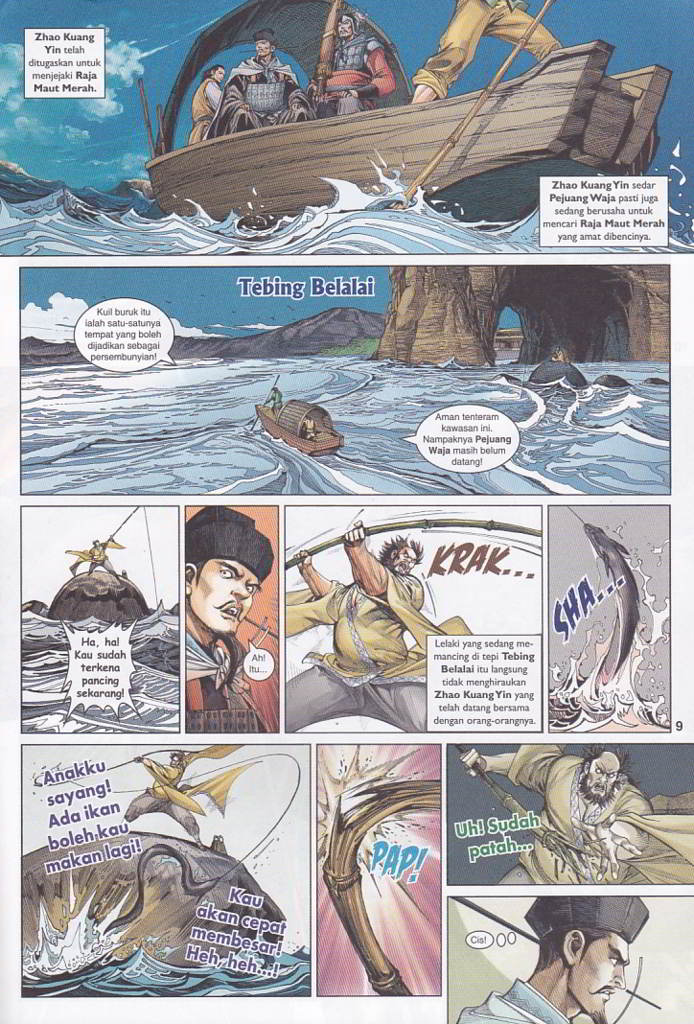 Zhao Kuang
Yin telah
ditugaskan untuk
menjejaki Raja
Maut Merah.
Zhao Kuang Yin sedar
Pejuang Waja pasti juga
sedang berusaha untuk
mencari Raja Maut Merah
yang amat dibencinya.
Tebing Belalai
Kuil buruk itu
ialah satu-satunya
tempat yang boleh
dijadikan sebagai
persembunyian!
Aman tenteram
kawasan ini.
Nampaknya Pejuang
Waja masih belum
datang!
Ha, ha!
Kau sudah
terkena
pancing
sekarang!
Ah!
Itu...
KRAK...
Lelaki yang sedang me-
mancing di tepi Tebing
Belalai itu langsung
tidak menghiraukan
Zhao Kuang Yin yang
telah datang bersama
dengan orang-orangnya.
SHA...
9
Anakku
sayang!
Ada ikan
boleh kau
makan lagi!
Kau
akan cepat
membesar!
Heh, heh...!
PAP!
Uh! Sudah
patah...
Cis!